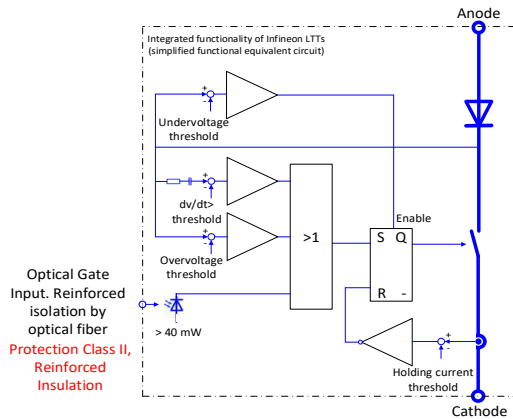 Anode
Integrated functionality of Infineon LTTs
(simplified functional equivalent circuit)
+
-
Undervoltage
threshold
+
-
dv/dt>
threshold
Enable
+
-
>1
S Q
Overvoltage
threshold
R -
Optical Gate
Input. Reinforced
isolation by
optical fiber
> 40 mW
Protection Class II,
Reinforced
Insulation
+
-
Holding current
threshold
Cathode